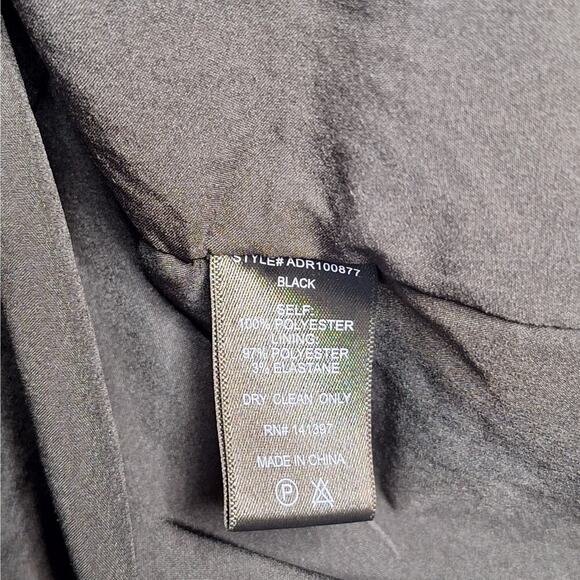 STYLE# ADR100877
BLACK
SELF:
100% POLYESTER
LINING:
97% POLYESTER
3% ELASTANE
DRY CLEAN ONLY
RN# 141397
MADE IN CHINA
P